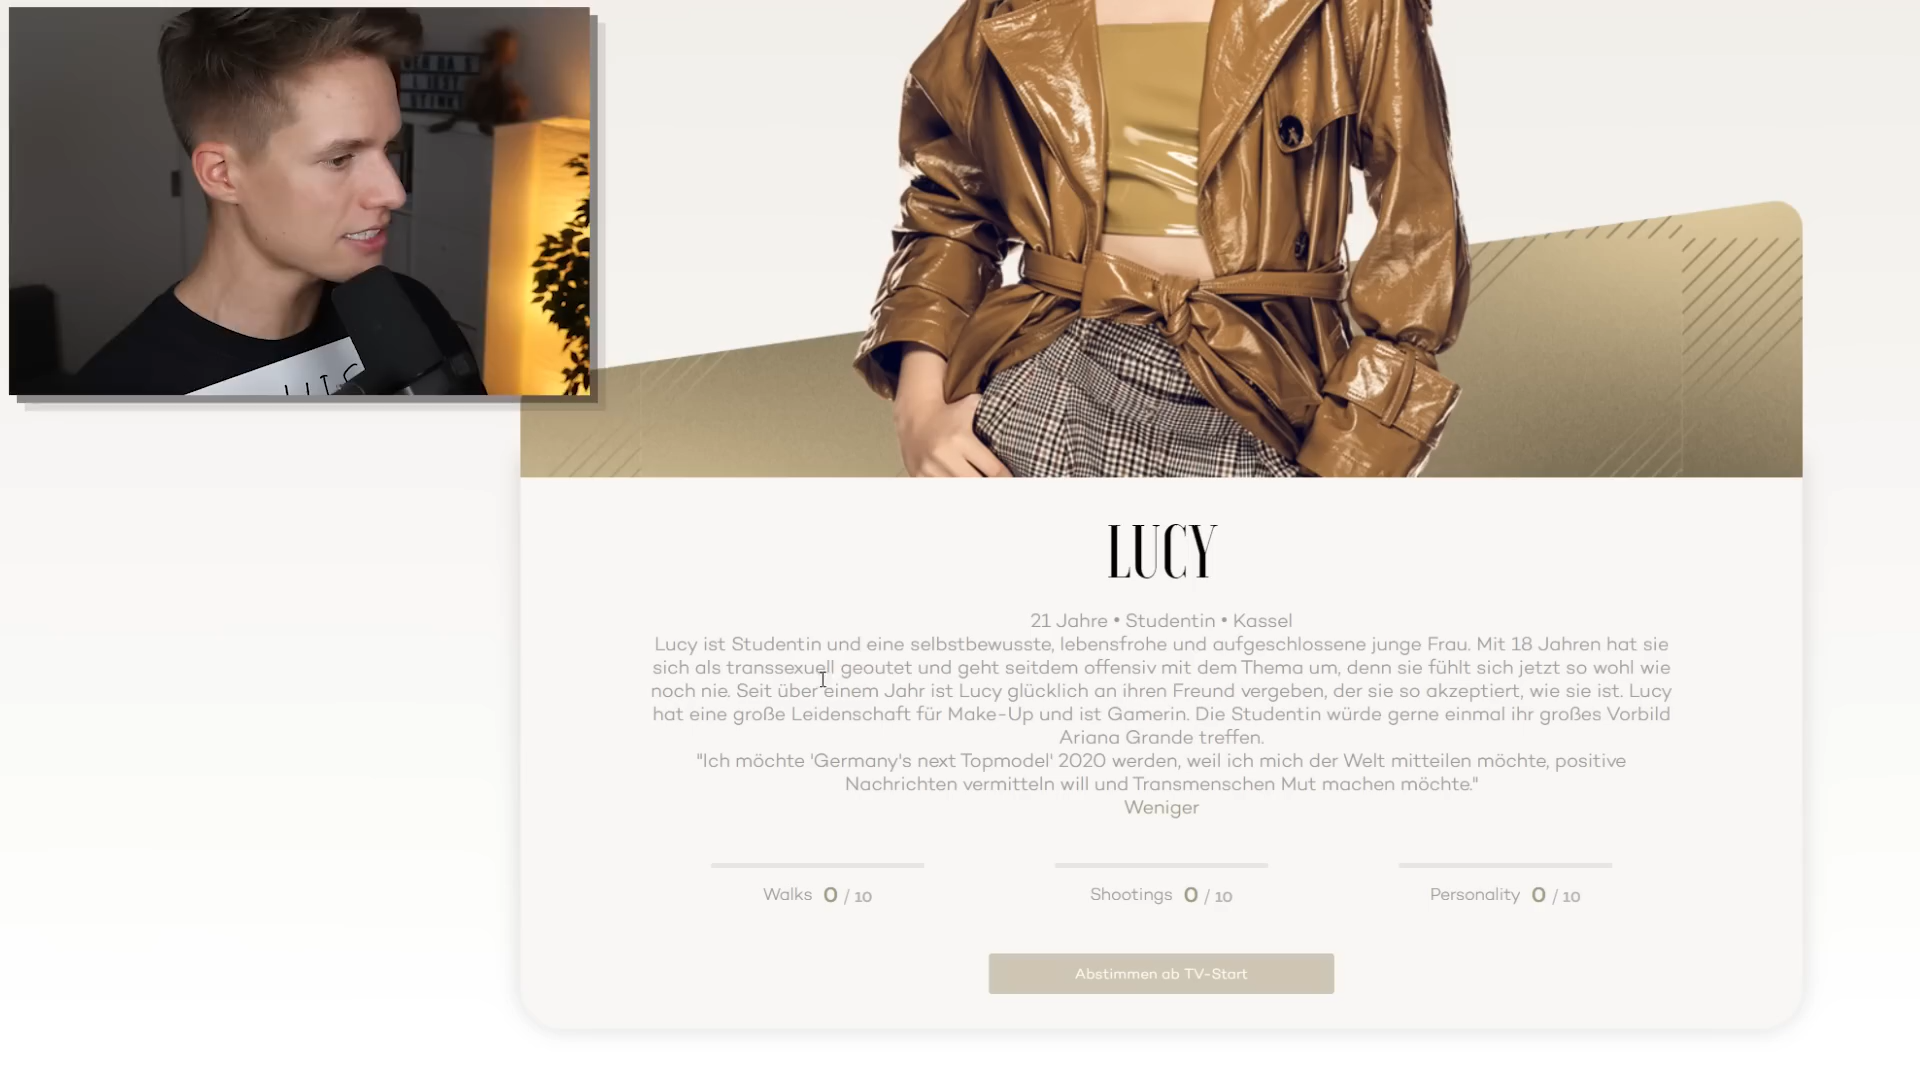 LUCY
21 Jahre • Studentin • Kassel
Lucy ist Studentin und eine selbstbewusste, lebensfrohe und aufgeschlossene junge Frau. Mit 18 Jahren hat sie
sich als transsexuell geoutet und geht seitdem offensiv mit dem Thema um, denn sie fühlt sich jetzt so wohl wie
noch nie. Seit über einem Jahr ist Lucy glücklich an ihren Freund vergeben, der sie so akzeptiert, wie sie ist. Lucy
hat eine große Leidenschaft für Make-Up und ist Gamerin. Die Studentin würde gerne einmal ihr großes Vorbild
Ariana Grande treffen.
"Ich möchte 'Germany's next Topmodel' 2020 werden, weil ich mich der Welt mitteilen möchte, positive
Nachrichten vermitteln will und Transmenschen Mut machen möchte."
Weniger
Walks 0 / 10
Shootings 0 / 10
Personality 0 / 10
Abstimmen ab TV-Start